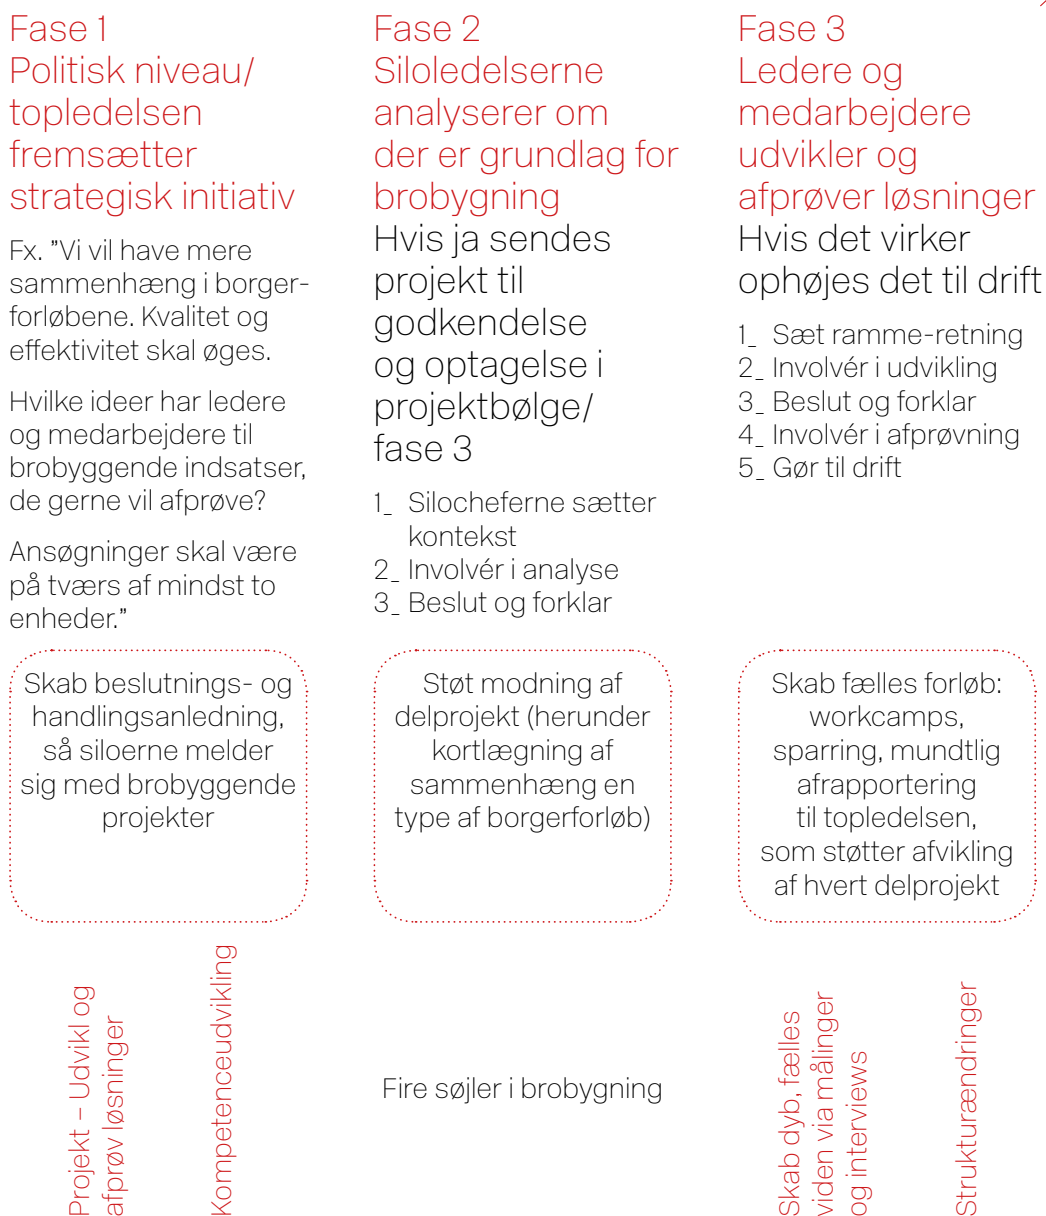 Fase 1
Politisk niveau/
topledelsen
fremsætter
strategisk initiativ
Fx. ”Vi vil have mere
sammenhæng i borger-
forløbene. Kvalitet og
effektivitet skal øges.
Hvilke ideer har ledere
og medarbejdere til
brobyggende indsatser,
de gerne vil afprøve?
Ansøgninger skal være
på tværs af mindst to
enheder.”
Skab beslutnings- og
handlingsanledning,
så siloerne melder
sig med brobyggende
projekter
Fase 2
Siloledelserne
analyserer om
der er grundlag for
brobygning
Hvis ja sendes
projekt til
godkendelse
og optagelse i
projektbølge/
fase 3
1_ Silocheferne sætter
kontekst
2_ Involvér i analyse
3_ Beslut og forklar
Støt modning af
delprojekt (herunder
kortlægning af
sammenhæng en
type af borgerforløb)
Fase 3
Ledere og
medarbejdere
udvikler og
afprøver løsninger
Hvis det virker
ophøjes det til drift
1_ Sæt ramme-retning
2_ Involvér i udvikling
3_ Beslut og forklar
4_ Involvér i afprøvning
5_ Gør til drift
Skab fælles forløb:
workcamps,
sparring, mundtlig
afrapportering
til topledelsen,
som støtter afvikling
af hvert delprojekt
Projekt – Udvikl og
afprøv løsninger
Kompetenceudvikling
Fire søjler i brobygning
Skab dyb, fælles
viden via målinger
og interviews
Strukturændringer